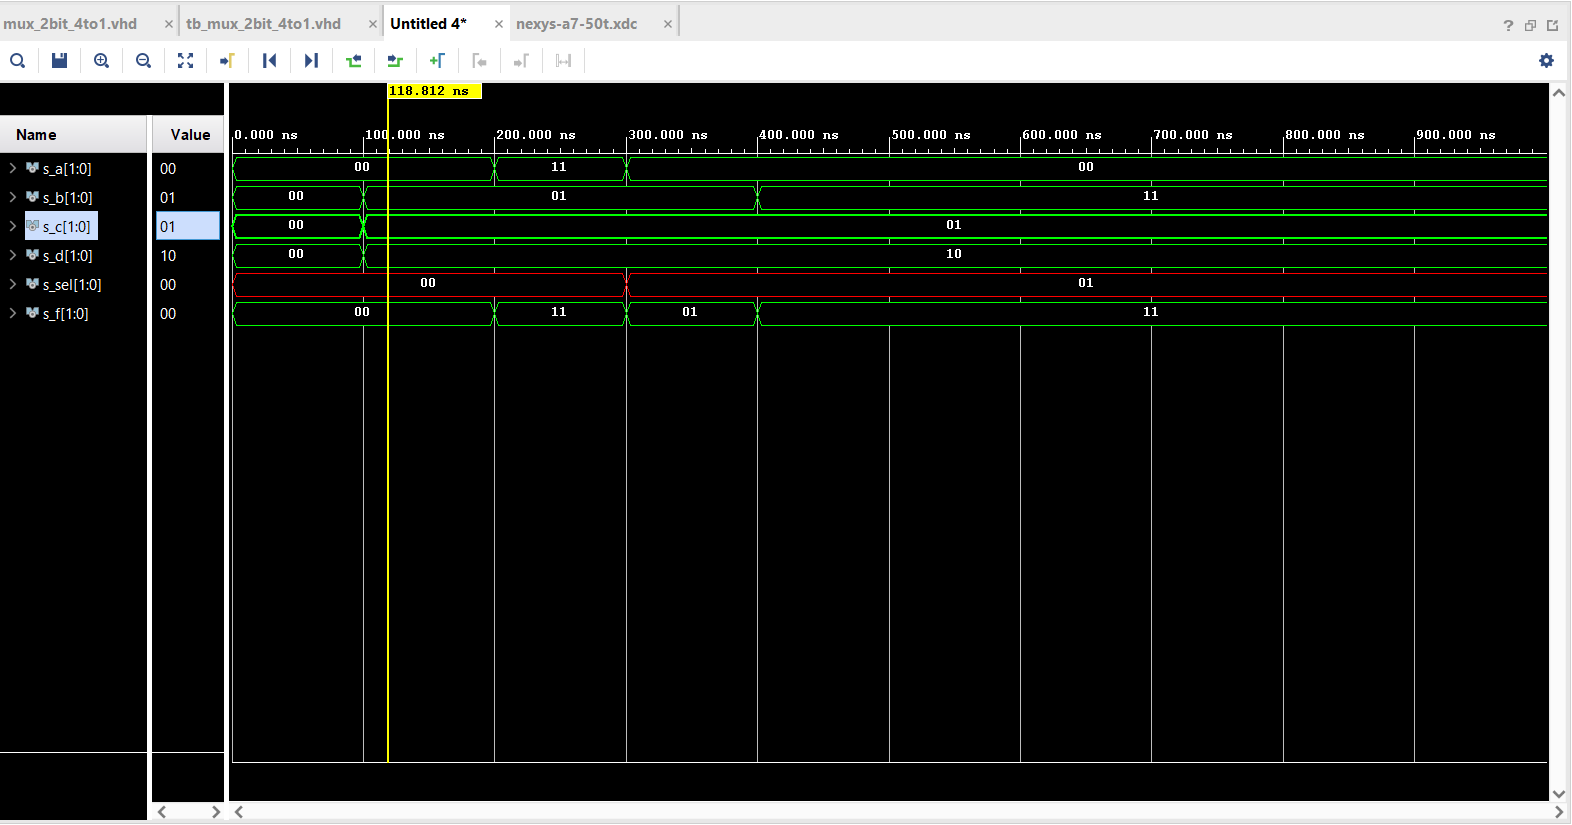 mux_2bit_4to1.vhd × tb_mux_2bit_4to1.vhd × Untitled 4* × nexys-a7-50t.xdc ×
118.812 ns
Name Value 0.000 ns 100.000 ns 200.000 ns 300.000 ns 400.000 ns 500.000 ns 600.000 ns 700.000 ns 800.000 ns 900.000 ns
s_a[1:0] 00 00 11 00
s_b[1:0] 01 00 01 11
s_c[1:0] 01 00 01
s_d[1:0] 10 00 10
s_sel[1:0] 00 00 01
s_f[1:0] 00 00 11 01 11